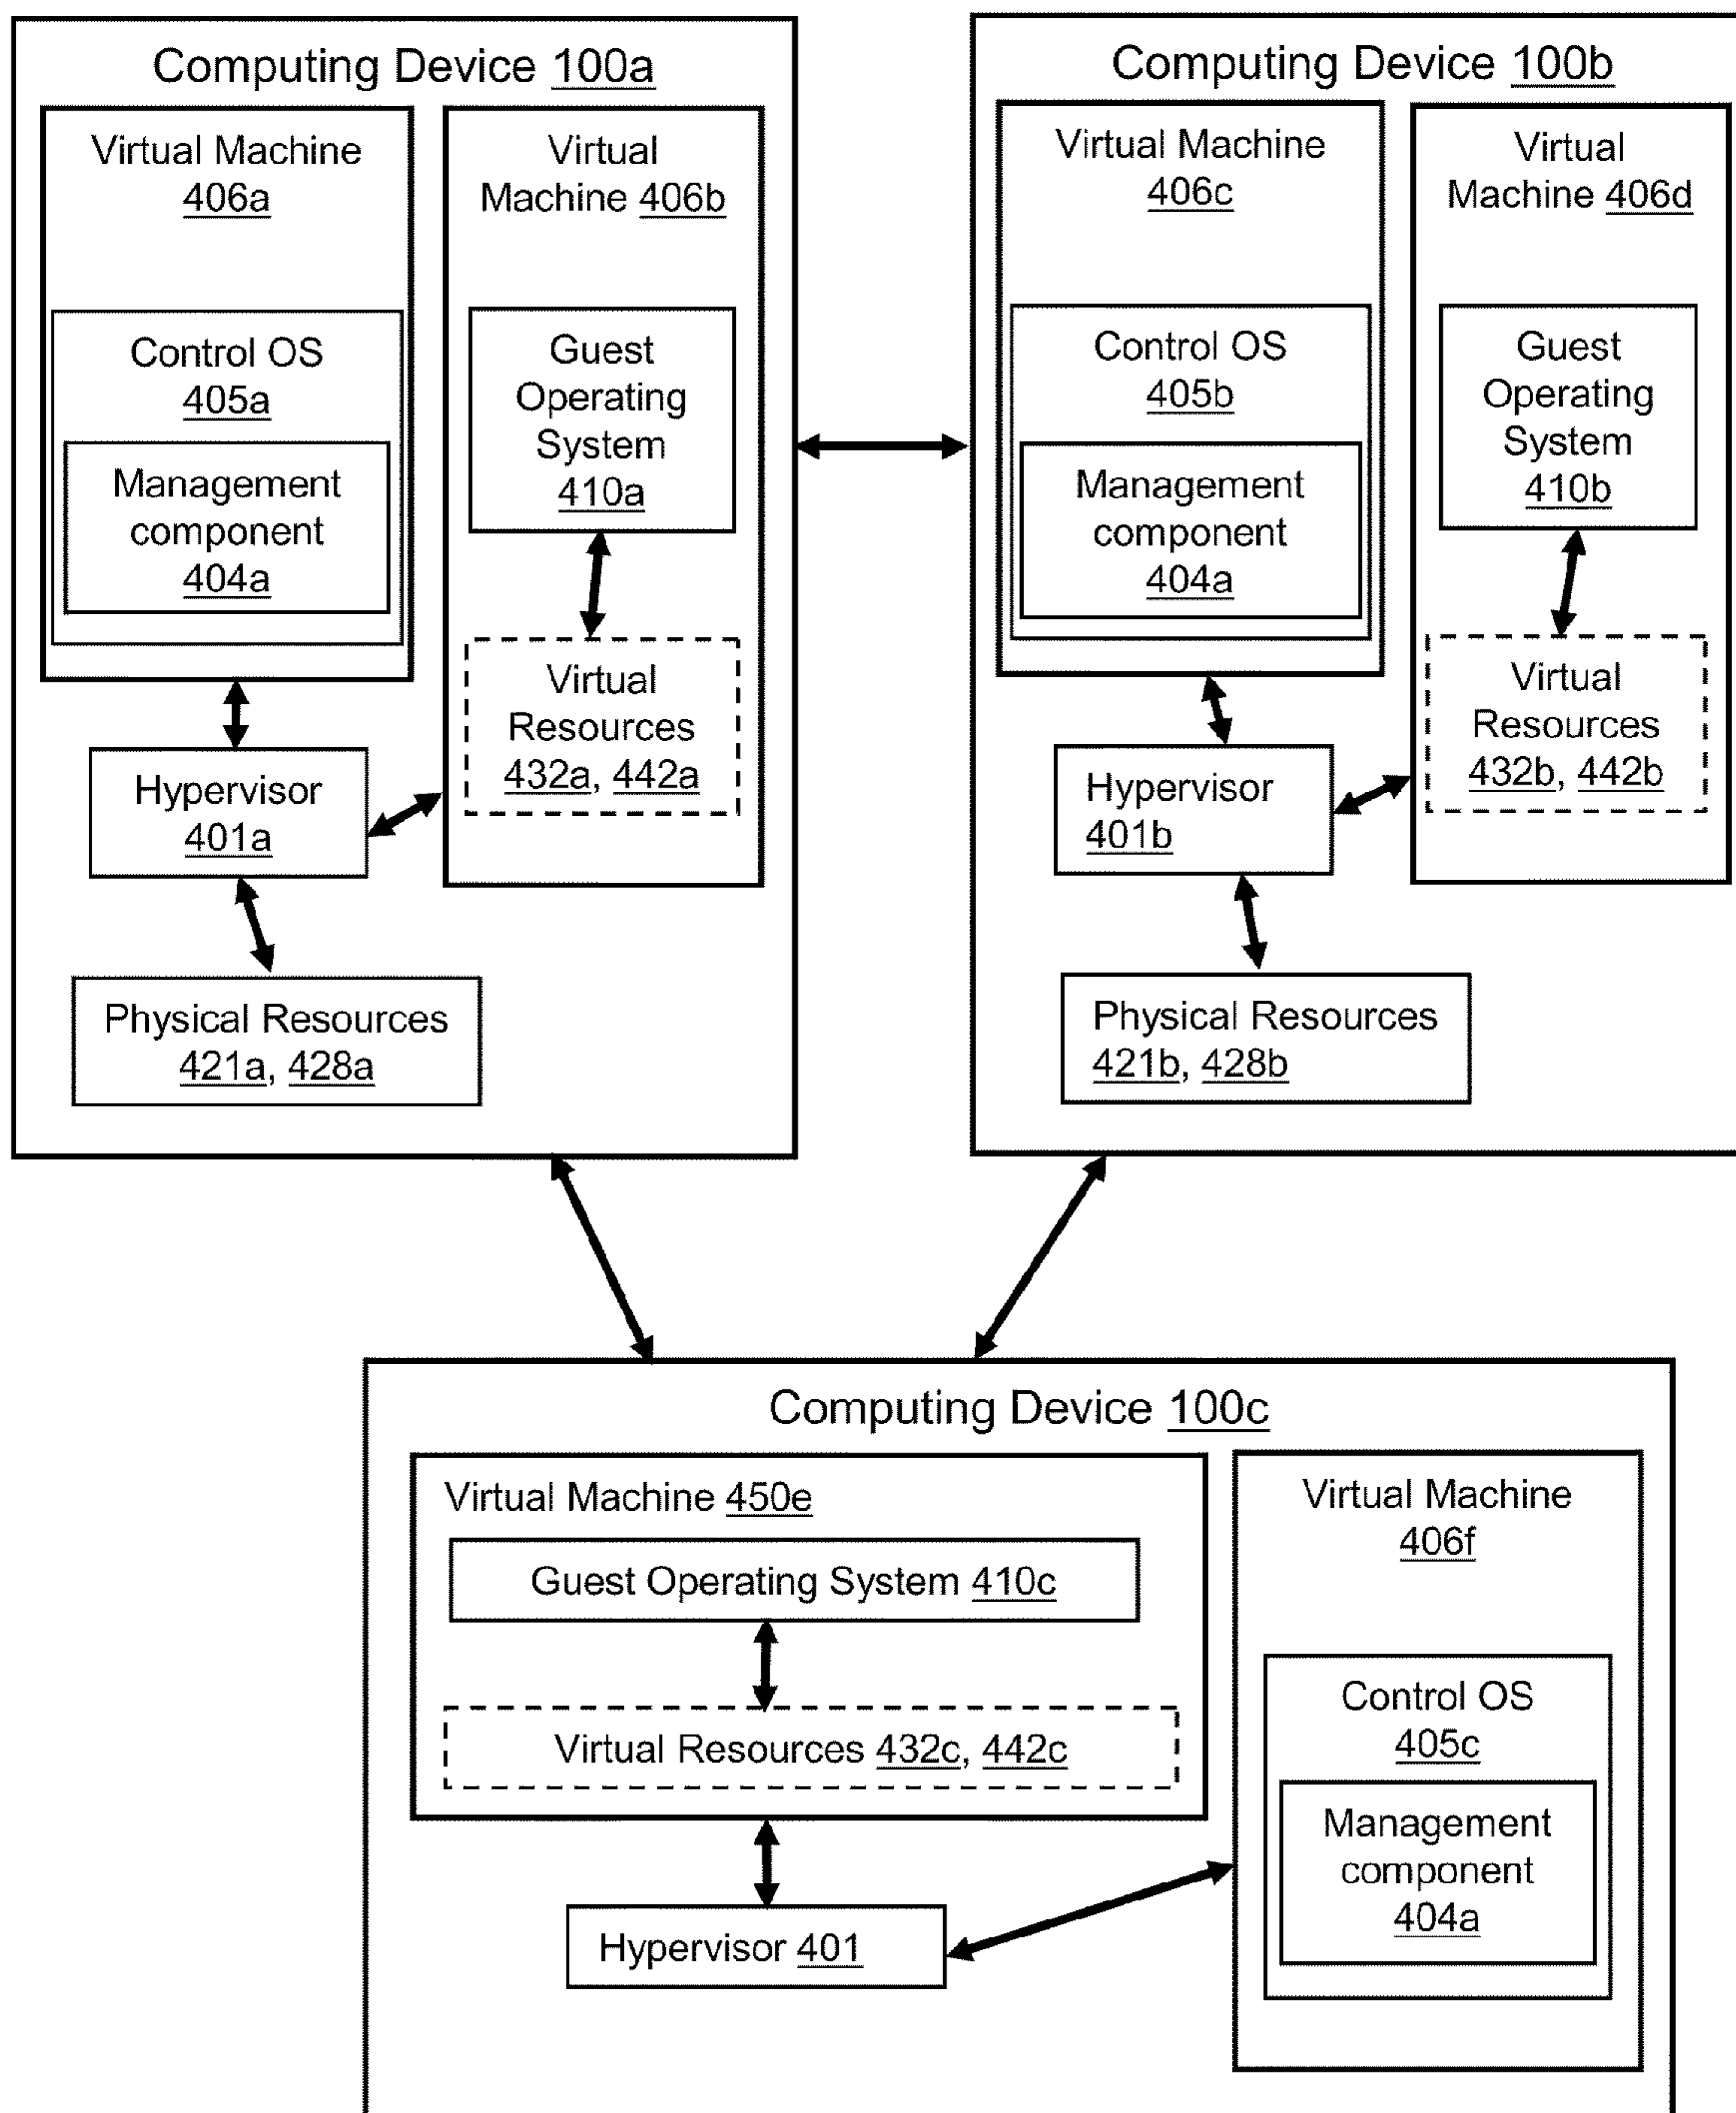 Computing Device 100a
Virtual Machine
406a
Control OS
405a
Management
component
404a
Virtual
Machine 406b
Guest
Operating
System
410a
Virtual
Resources
432a, 442a
Hypervisor
401a
Physical Resources
421a, 428a
Computing Device 100b
Virtual Machine
406c
Control OS
405b
Management
component
404a
Virtual
Machine 406d
Guest
Operating
System
410b
Virtual
Resources
432b, 442b
Hypervisor
401b
Physical Resources
421b, 428b
Computing Device 100c
Virtual Machine 450e
Guest Operating System 410c
Virtual Resources 432c, 442c
Hypervisor 401
Virtual Machine
406f
Control OS
405c
Management
component
404a